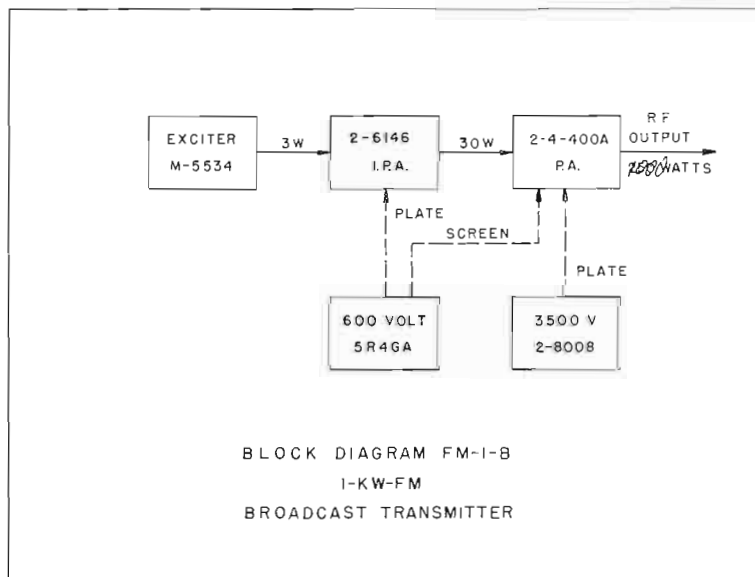 EXCITER
M-5534
3W
2-6146
I.P.A.
30W
2-4-400A
P.A.
RF
OUTPUT
WATTS
PLATE
SCREEN
PLATE
600 VOLT
5R4GA
3500 V
2-8008
BLOCK DIAGRAM FM-1-B
1-KW-FM
BROADCAST TRANSMITTER